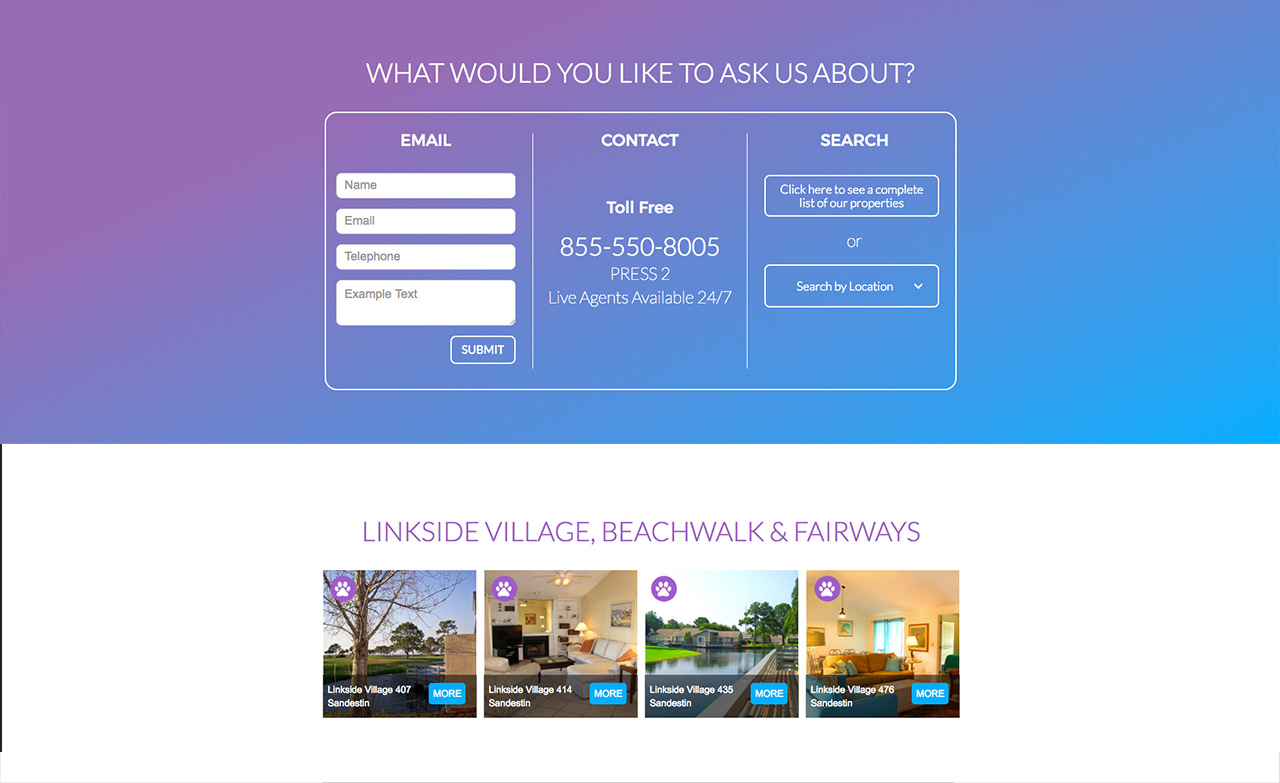 WHAT WOULD YOU LIKE TO ASK US ABOUT?
EMAIL
Name
Email
Telephone
Example Text
SUBMIT
CONTACT
Toll Free
855-550-8005
PRESS 2
Live Agents Available 24/7
SEARCH
Click here to see a complete
list of our properties
or
Search by Location
LINKSIDE VILLAGE, BEACHWALK & FAIRWAYS
Linkside Village 407
Sandestin
MORE
Linkside Village 414
Sandestin
MORE
Linkside Village 435
Sandestin
MORE
Linkside Village 476
Sandestin
MORE